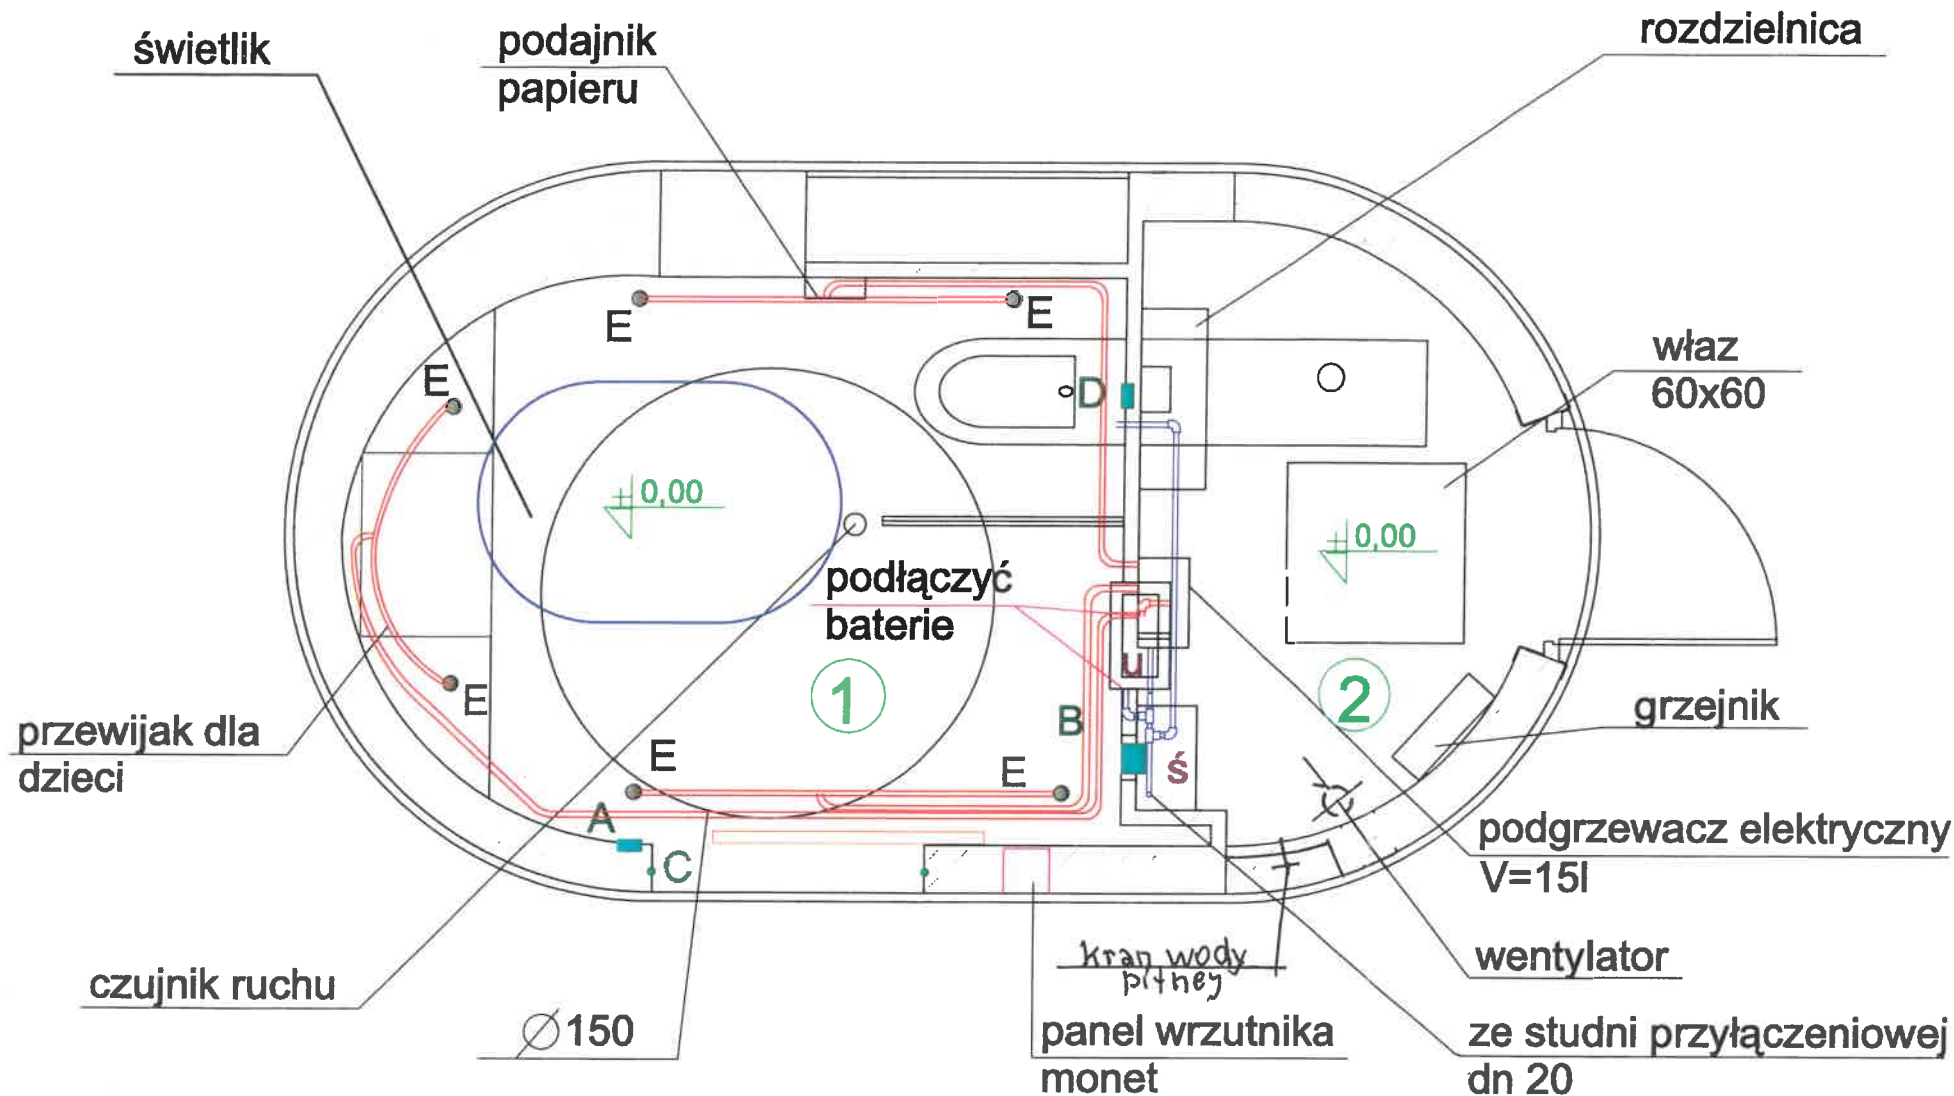 świetlik
podajnik
papieru
rozdzielnica
właz
60x60
E
E
E
D
± 0,00
± 0,00
podłączyć
baterie
u
1
2
E
B
E
E
ś
A
C
przewijak dla
dzieci
grzejnik
podgrzewacz elektryczny
V=15l
wentylator
kran wody
pitney
czujnik ruchu
∅150
panel wrzutnika
monet
ze studni przyłączeniowej
dn 20